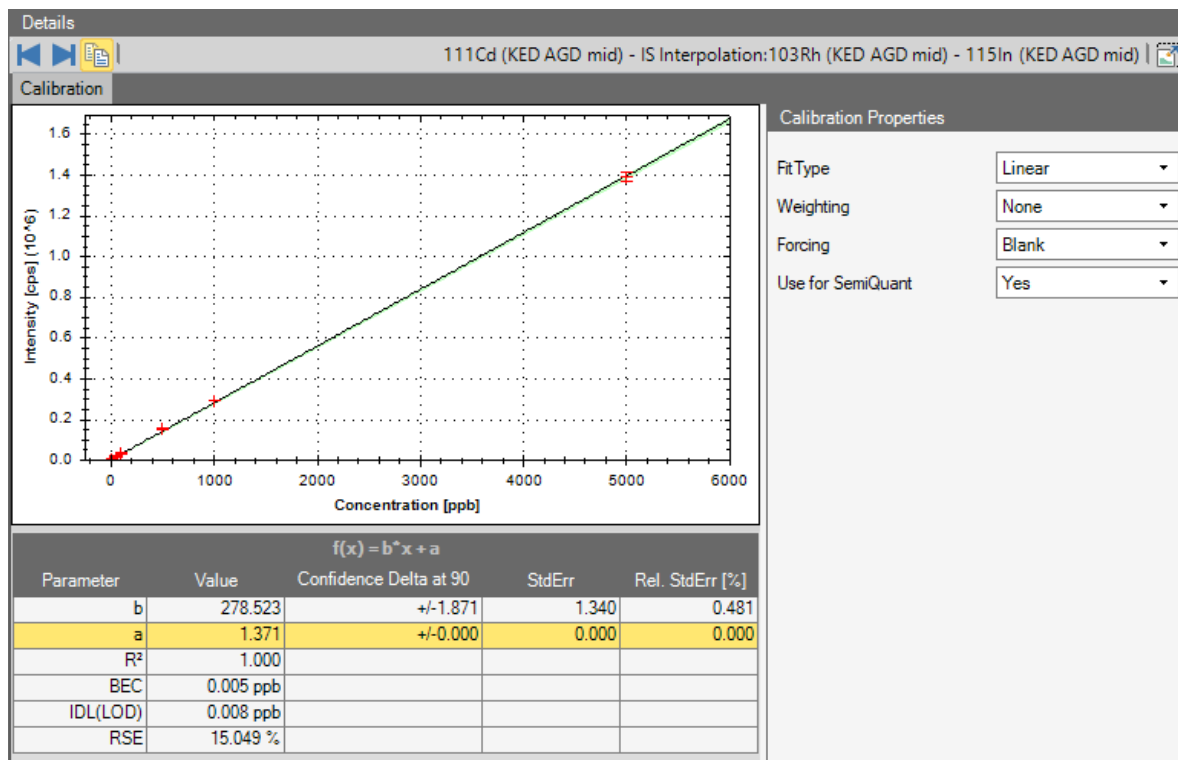 Details
111Cd (KED AGD mid) - IS Interpolation:103Rh (KED AGD mid) - 115In (KED AGD mid)
Calibration
Intensity [cps] (10^6)
1.6
1.4
1.2
1.0
0.8
0.6
0.4
0.2
0.0
0 1000 2000 3000 4000 5000 6000
Concentration [ppb]
f(x) = b*x + a
Parameter Value Confidence Delta at 90 StdErr Rel. StdErr [%]
b 278.523 +/-1.871 1.340 0.481
a 1.371 +/-0.000 0.000 0.000
R² 1.000
BEC 0.005 ppb
IDL(LOD) 0.008 ppb
RSE 15.049 %
Calibration Properties
Fit Type Linear
Weighting None
Forcing Blank
Use for SemiQuant Yes